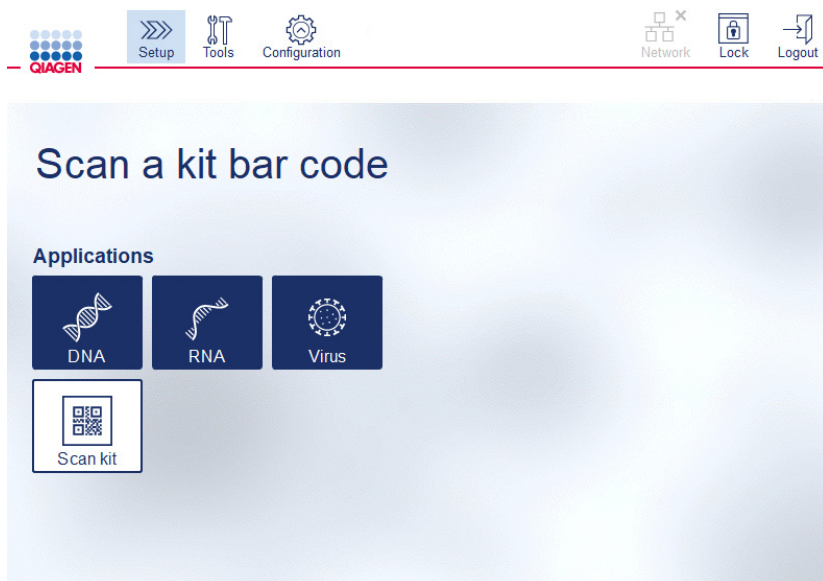 QIAGEN
Setup
Tools
Configuration
Network
Lock
Logout
Scan a kit bar code
Applications
DNA
RNA
Virus
Scan kit